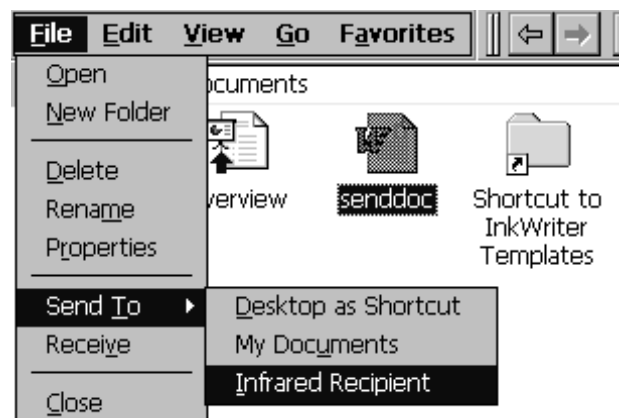 File Edit View Go Favorites
Open
ocuments
New Folder
Delete
verview
senddoc
Shortcut to
InkWriter
Templates
Rename
Properties
Send To
Desktop as Shortcut
Receive
My Documents
Infrared Recipient
Close